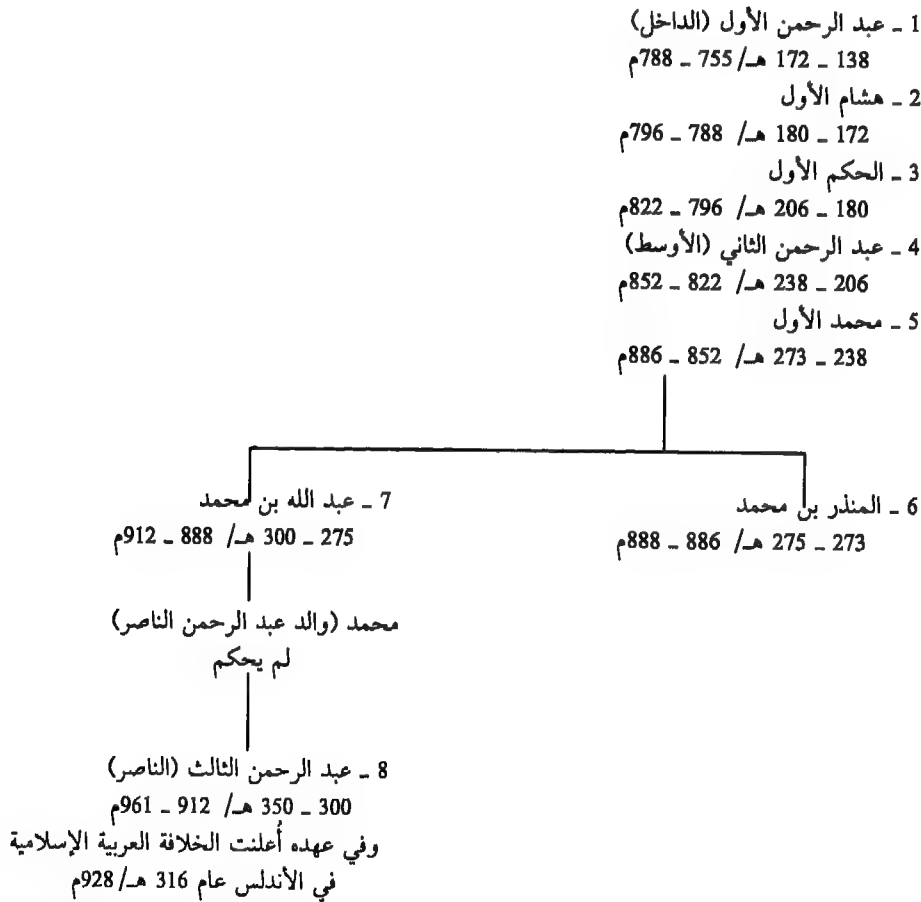 1 ـ عبد الرحمن الأول (الداخل)
138 ـ 172 هـ/ 755 ـ 788م
2 ـ هشام الأول
172 ـ 180 هـ/ 788 ـ 796م
3 ـ الحكم الأول
180 ـ 206 هـ/ 796 ـ 822م
4 ـ عبد الرحمن الثاني (الأوسط)
206 ـ 238 هـ/ 822 ـ 852م
5 ـ محمد الأول
238 ـ 273 هـ/ 852 ـ 886م
6 ـ المنذر بن محمد
273 ـ 275 هـ/ 886 ـ 888م
7 ـ عبد الله بن محمد
275 ـ 300 هـ/ 888 ـ 912م
محمد (والد عبد الرحمن الناصر)
لم يحكم
8 ـ عبد الرحمن الثالث (الناصر)
300 ـ 350 هـ/ 912 ـ 961م
وفي عهده أُعلنت الخلافة العربية الإسلامية
في الأندلس عام 316 هـ/928م